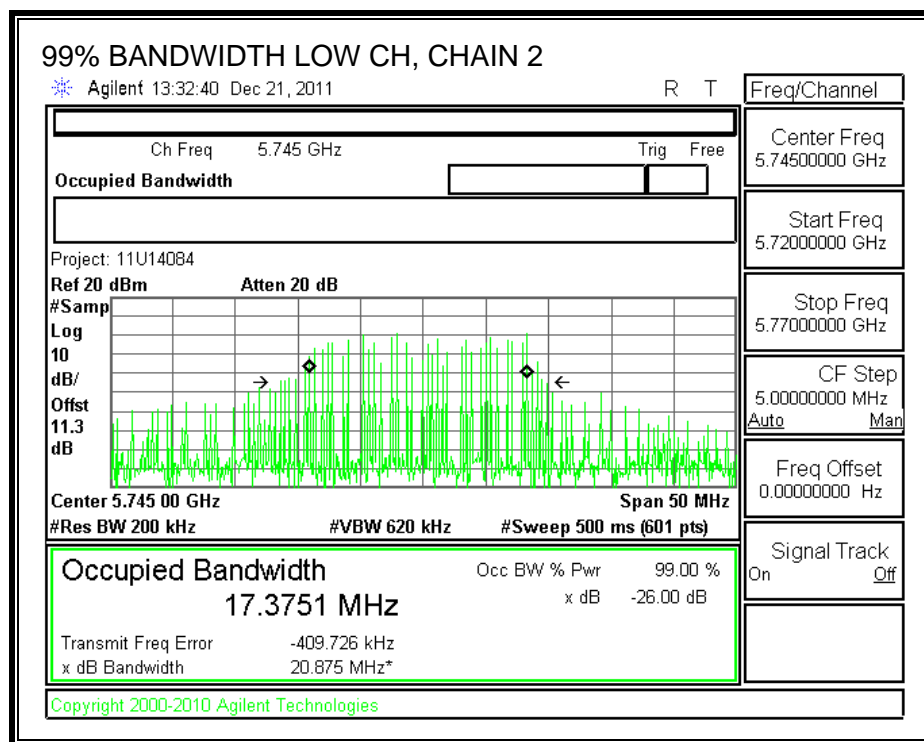 99% BANDWIDTH LOW CH, CHAIN 2
Agilent 13:32:40 Dec 21, 2011 R T
Ch Freq 5.745 GHz Trig Free
Occupied Bandwidth
Project: 11U14084
Ref 20 dBm Atten 20 dB
#Samp
Log
10
dB/
Offst
11.3
dB
Center 5.745 00 GHz Span 50 MHz
#Res BW 200 kHz #VBW 620 kHz #Sweep 500 ms (601 pts)
Occupied Bandwidth Occ BW % Pwr 99.00 %
17.3751 MHz x dB -26.00 dB
Transmit Freq Error -409.726 kHz
x dB Bandwidth 20.875 MHz*
Copyright 2000-2010 Agilent Technologies
Freq/Channel
Center Freq
5.74500000 GHz
Start Freq
5.72000000 GHz
Stop Freq
5.77000000 GHz
CF Step
5.00000000 MHz
Auto Man
Freq Offset
0.00000000 Hz
Signal Track
On Off